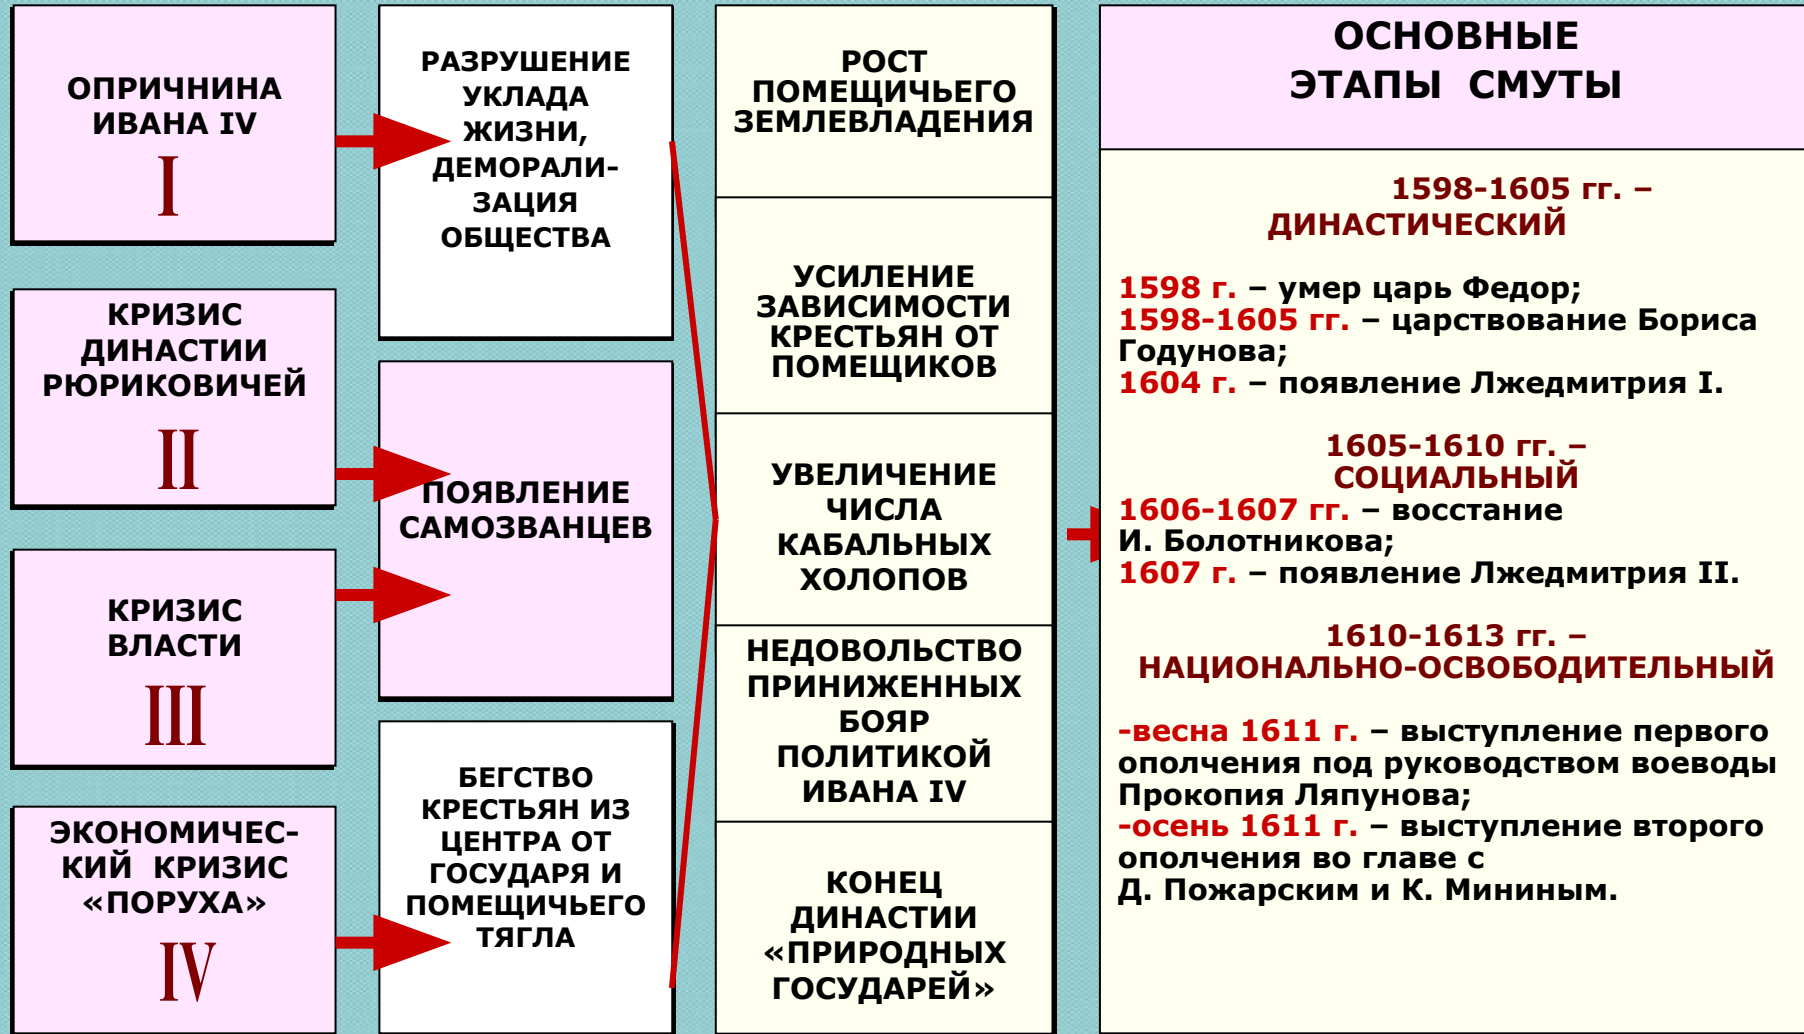 ОПРИЧНИНА
ИВАНА IV
I
КРИЗИС
ДИНАСТИИ
РЮРИКОВИЧЕЙ
II
КРИЗИС
ВЛАСТИ
III
ЭКОНОМИЧЕС-
КИЙ КРИЗИС
«ПОРУХА»
IV
РАЗРУШЕНИЕ
УКЛАДА
ЖИЗНИ,
ДЕМОРАЛИ-
ЗАЦИЯ
ОБЩЕСТВА
ПОЯВЛЕНИЕ
САМОЗВАНЦЕВ
БЕГСТВО
КРЕСТЬЯН ИЗ
ЦЕНТРА ОТ
ГОСУДАРЯ И
ПОМЕЩИЧЬЕГО
ТЯГЛА
РОСТ
ПОМЕЩИЧЬЕГО
ЗЕМЛЕВЛАДЕНИЯ
УСИЛЕНИЕ
ЗАВИСИМОСТИ
КРЕСТЬЯН ОТ
ПОМЕЩИКОВ
УВЕЛИЧЕНИЕ
ЧИСЛА
КАБАЛЬНЫХ
ХОЛОПОВ
НЕДОВОЛЬСТВО
ПРИНИЖЕННЫХ
БОЯР
ПОЛИТИКОЙ
ИВАНА IV
КОНЕЦ
ДИНАСТИИ
«ПРИРОДНЫХ
ГОСУДАРЕЙ»
ОСНОВНЫЕ
ЭТАПЫ СМУТЫ
1598-1605 гг. –
ДИНАСТИЧЕСКИЙ
1598 г. – умер царь Федор;
1598-1605 гг. – царствование Бориса
Годунова;
1604 г. – появление Лжедмитрия I.
1605-1610 гг. –
СОЦИАЛЬНЫЙ
1606-1607 гг. – восстание
И. Болотникова;
1607 г. – появление Лжедмитрия II.
1610-1613 гг. –
НАЦИОНАЛЬНО-ОСВОБОДИТЕЛЬНЫЙ
-весна 1611 г. – выступление первого
ополчения под руководством воеводы
Прокопия Ляпунова;
-осень 1611 г. – выступление второго
ополчения во главе с
Д. Пожарским и К. Мининым.